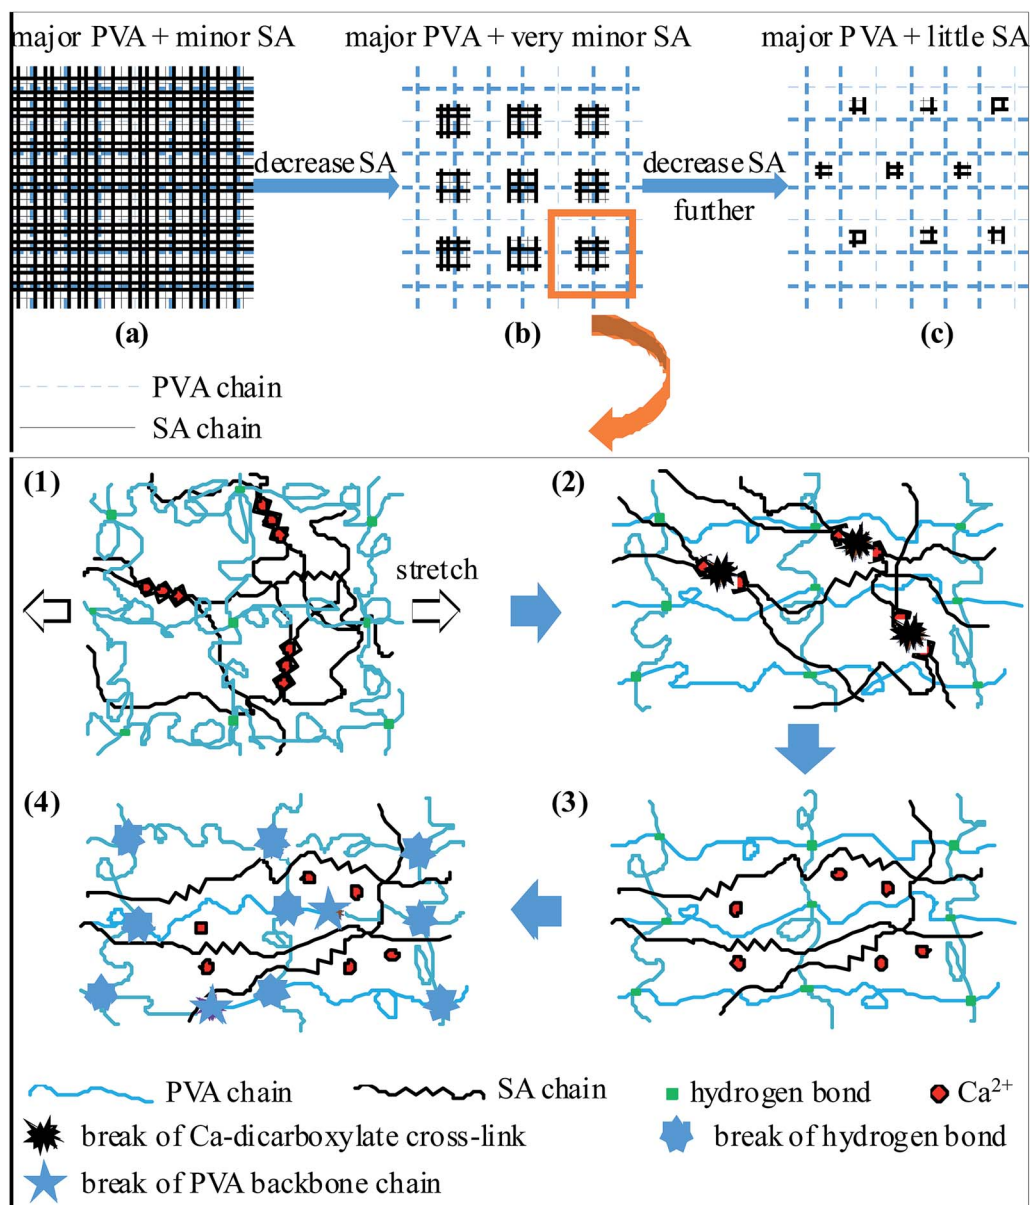 major PVA + minor SA
major PVA + very minor SA
major PVA + little SA
decrease SA
decrease SA
further
(a)
(b)
(c)
PVA chain
SA chain
(1)
(2)
stretch
(4)
(3)
PVA chain
SA chain
hydrogen bond
Ca2+
break of Ca-dicarboxylate cross-link
break of hydrogen bond
break of PVA backbone chain